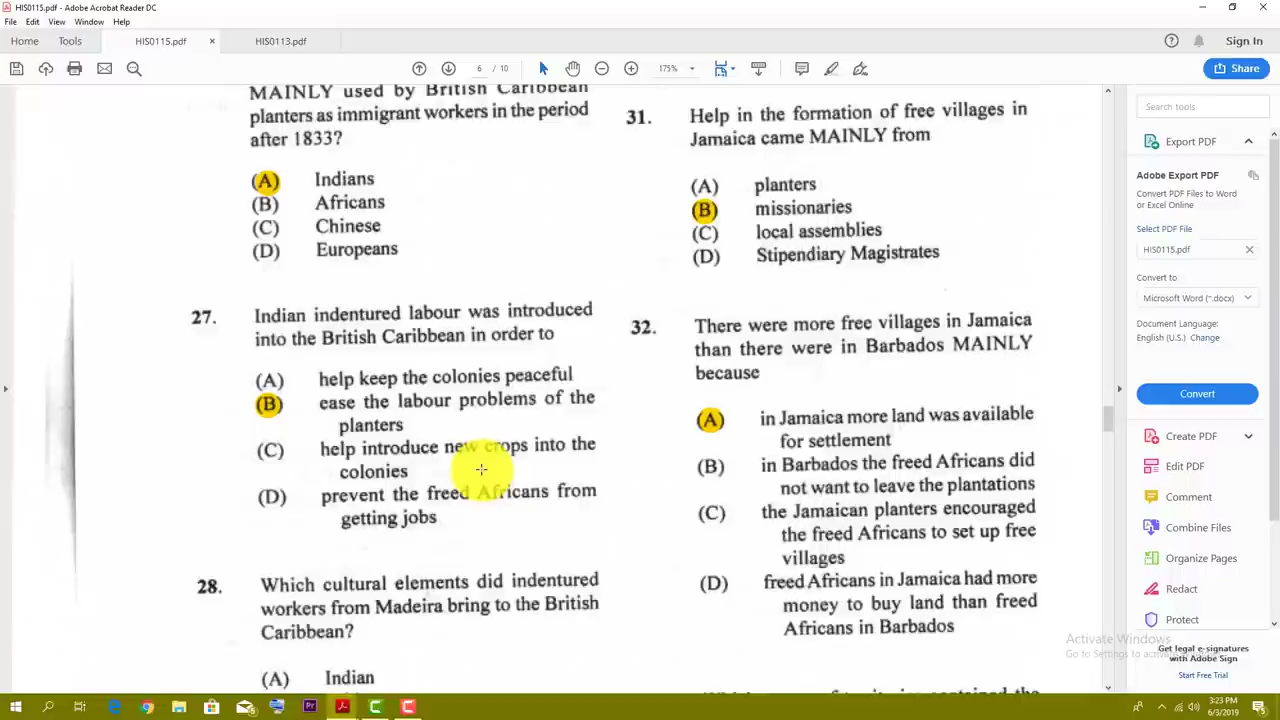 HIS0115.pdf - Adobe Acrobat Reader DC
File Edit View Window Help
Home Tools HIS0115.pdf × HIS0113.pdf Sign In
6 / 10 175% Share
MAINLY used by British Caribbean
planters as immigrant workers in the period
after 1833?
(A) Indians
(B) Africans
(C) Chinese
(D) Europeans
27. Indian indentured labour was introduced
into the British Caribbean in order to
(A) help keep the colonies peaceful
(B) ease the labour problems of the
planters
(C) help introduce new crops into the
colonies
(D) prevent the freed Africans from
getting jobs
28. Which cultural elements did indentured
workers from Madeira bring to the British
Caribbean?
(A) Indian
31. Help in the formation of free villages in
Jamaica came MAINLY from
(A) planters
(B) missionaries
(C) local assemblies
(D) Stipendiary Magistrates
32. There were more free villages in Jamaica
than there were in Barbados MAINLY
because
(A) in Jamaica more land was available
for settlement
(B) in Barbados the freed Africans did
not want to leave the plantations
(C) the Jamaican planters encouraged
the freed Africans to set up free
villages
(D) freed Africans in Jamaica had more
money to buy land than freed
Africans in Barbados
Search tools
Export PDF
Adobe Export PDF
Convert PDF Files to Word
or Excel Online
Select PDF File
HIS0115.pdf
Convert to
Microsoft Word (*.docx)
Document Language:
English (U.S.) Change
Convert
Create PDF
Edit PDF
Comment
Combine Files
Organize Pages
Redact
Protect
Activate Windows
Go to Settings to activate
Get legal e-signatures
with Adobe Sign
Start Free Trial
3:23 PM
6/3/2019